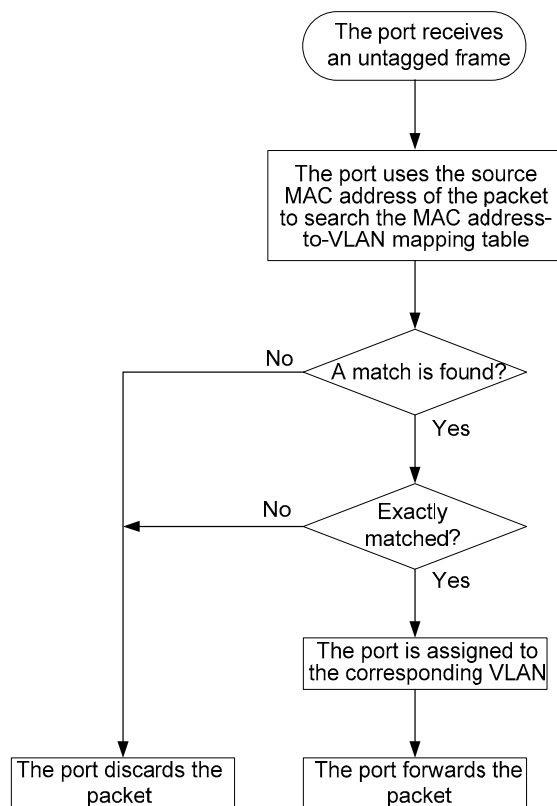 The port receives
an untagged frame
The port uses the source
MAC address of the packet
to search the MAC address-
to-VLAN mapping table
No
A match is found?
Yes
No
Exactly
matched?
Yes
The port is assigned to
the corresponding VLAN
The port discards the
packet
The port forwards the
packet